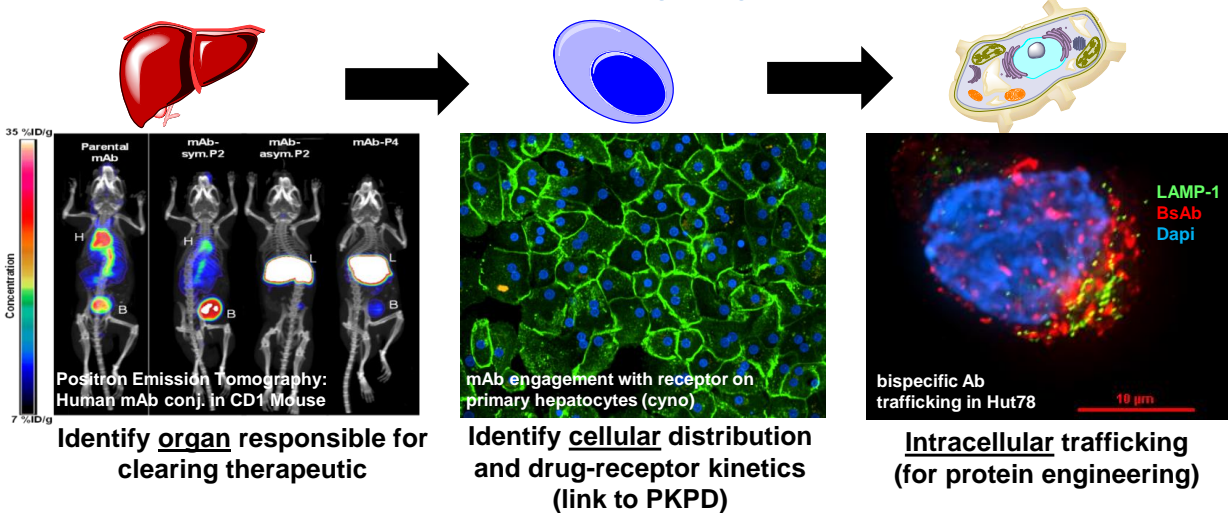 35 %ID/g
Concentration
7 %ID/g
Parental
mAb
mAb-
sym.P2
mAb-
asym.P2
mAb-P4
H
B
H
B
L
L
B
Positron Emission Tomography:
Human mAb conj. in CD1 Mouse
Identify organ responsible for
clearing therapeutic
mAb engagement with receptor on
primary hepatocytes (cyno)
Identify cellular distribution
and drug-receptor kinetics
(link to PKPD)
LAMP-1
BsAb
Dapi
bispecific Ab
trafficking in Hut78
10 µm
Intracellular trafficking
(for protein engineering)